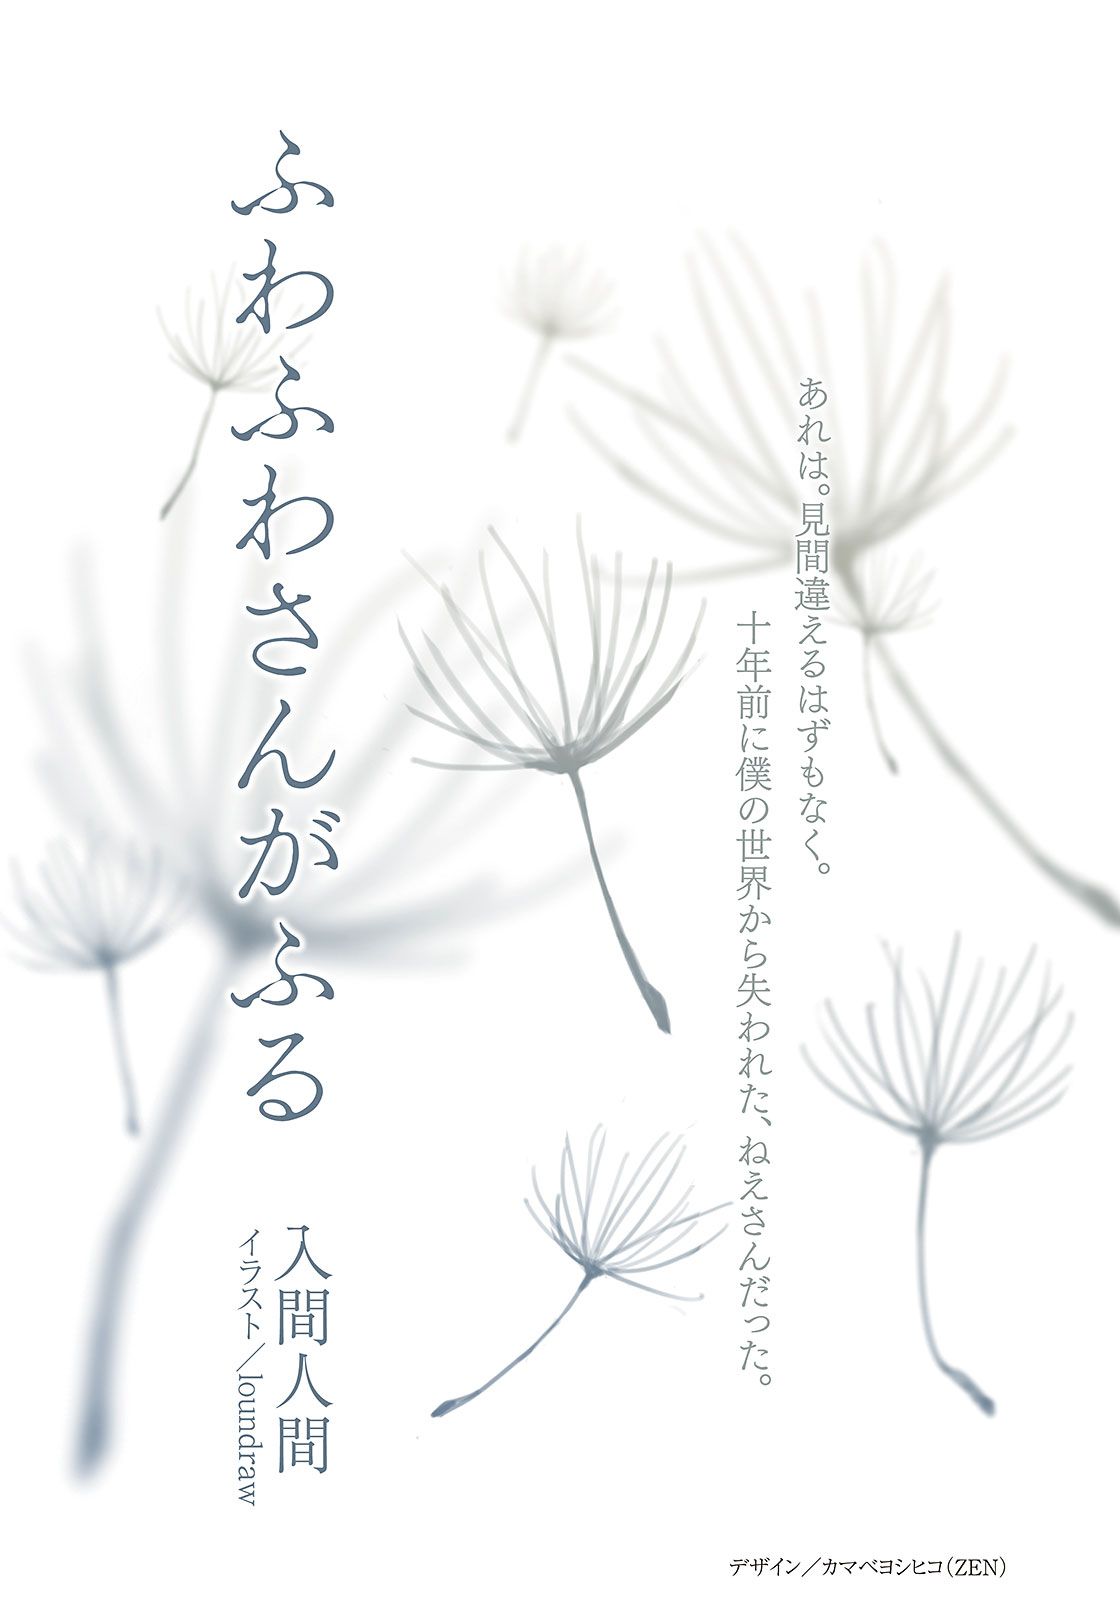 あれは。見間違えるはずもなく。
十年前に僕の世界から失われた、ねえさんだった。
ふわふわさんがふる
入間人間
イラスト／loundraw
デザイン／カマベヨシヒコ（ZEN）